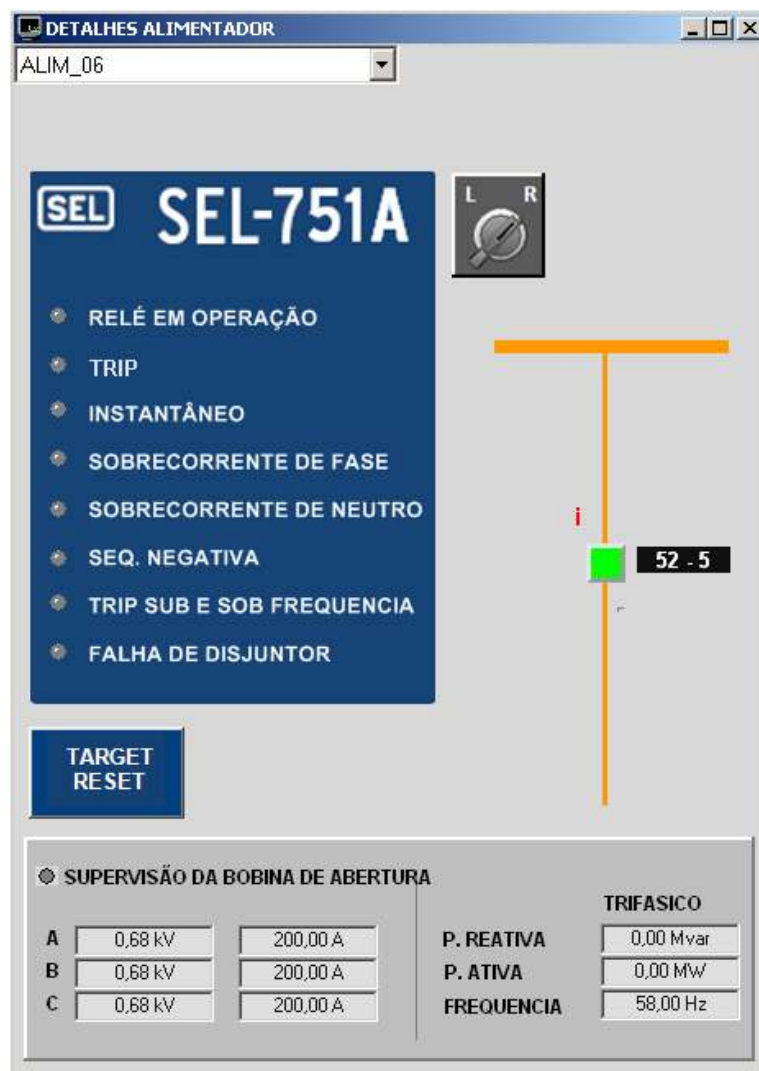 DETALHES ALIMENTADOR
ALIM_06
SEL SEL-751A
L R
RELÉ EM OPERAÇÃO
TRIP
INSTANTÂNEO
SOBRECORRENTE DE FASE
SOBRECORRENTE DE NEUTRO
i
SEQ. NEGATIVA
52 - 5
TRIP SUB E SOB FREQUENCIA
FALHA DE DISJUNTOR
TARGET
RESET
SUPERVISÃO DA BOBINA DE ABERTURA
TRIFASICO
A 0,68 kV 200,00 A P. REATIVA 0,00 Mvar
B 0,68 kV 200,00 A P. ATIVA 0,00 MW
C 0,68 kV 200,00 A FREQUENCIA 58,00 Hz